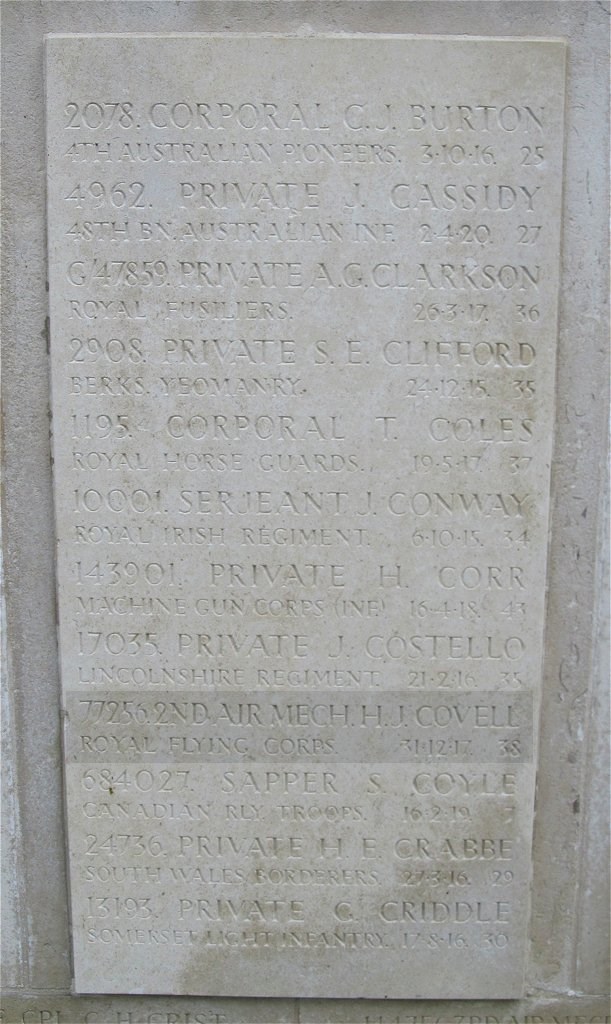 2078. CORPORAL C.J. BURTON
4TH AUSTRALIAN PIONEERS. 3·10·16. 25
4962. PRIVATE J. CASSIDY
48TH BN. AUSTRALIAN INF. 2·4·20. 27
G/47859. PRIVATE A.G. CLARKSON
ROYAL FUSILIERS. 26·3·17. 36
2908. PRIVATE S. E. CLIFFORD
BERKS. YEOMANRY. 24·12·15. 35
1195. CORPORAL T. COLES
ROYAL HORSE GUARDS. 19·5·17. 37
10001. SERJEANT J. CONWAY
ROYAL IRISH REGIMENT. 6·10·15. 34
143901. PRIVATE H. CORR
MACHINE GUN CORPS (INF.) 16·4·18. 43
17035. PRIVATE J. COSTELLO
LINCOLNSHIRE REGIMENT. 21·2·16. 35
77256. 2ND AIR MECH. H. J. COVELL
ROYAL FLYING CORPS. 31·12·17. 38
684027. SAPPER S. COYLE
CANADIAN RLY. TROOPS. 16·2·19.
24736. PRIVATE H. F. CRABBE
SOUTH WALES BORDERERS. 27·3·16. 29
13193. PRIVATE G. CRIDDLE
SOMERSET LIGHT INFANTRY. 17·8·16. 30
CPL. C. H. CRIST
3RD AIR MECH